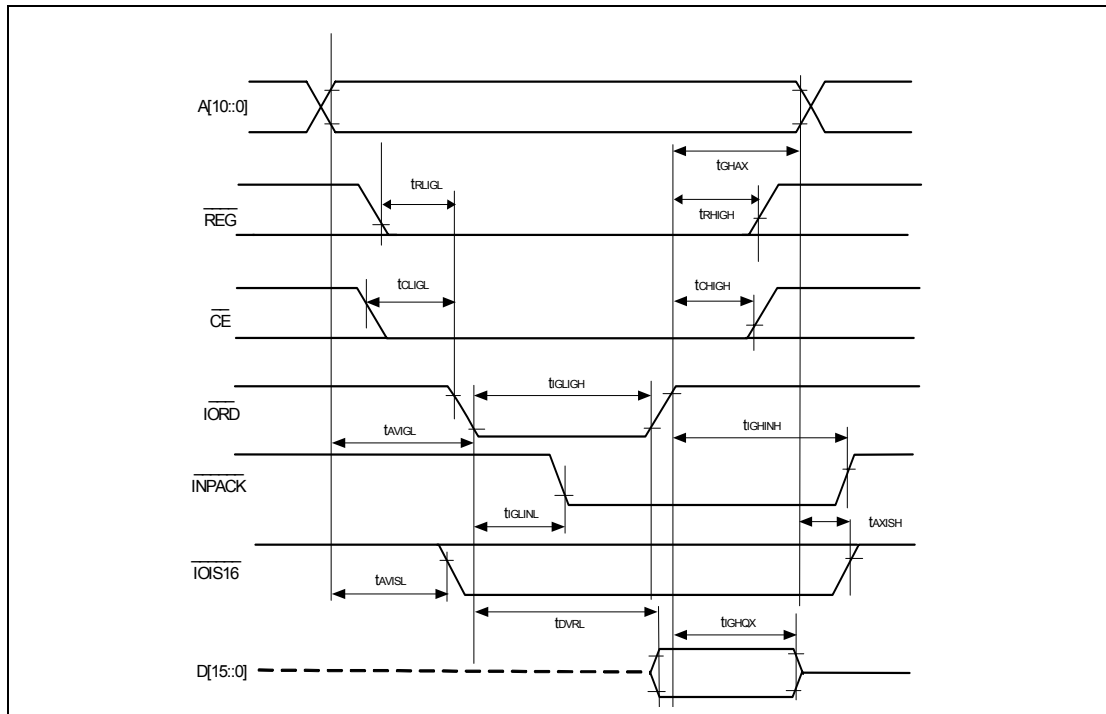 A[10::0]
tGHAX
tRLIGL
REG
tRHIGH
tCLIGL
tCHIGH
CE
tIGLIGH
IORD
tAVIGL
tIGHINH
INPACK
tIGLINL
tAXISH
IOIS16
tAVISL
tDVRL
tIGHQX
D[15::0]